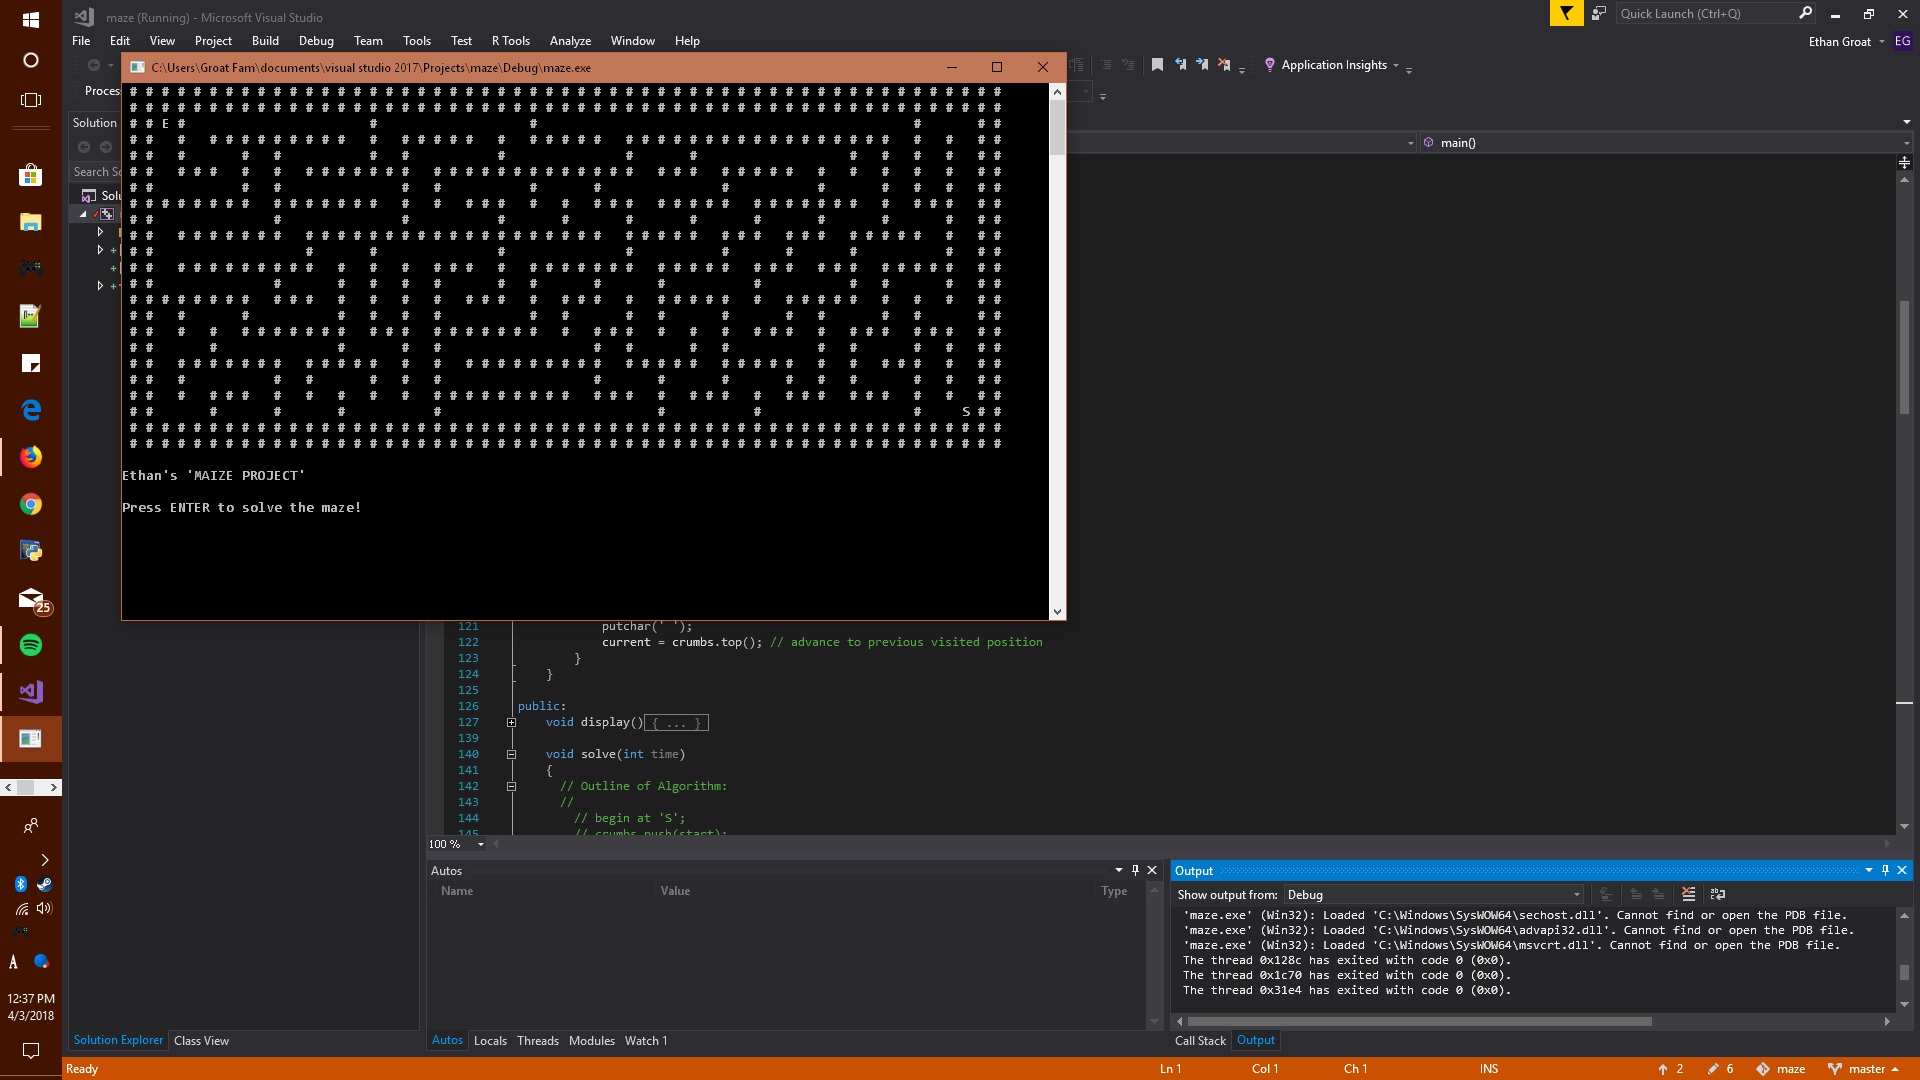 maze (Running) - Microsoft Visual Studio
Quick Launch (Ctrl+Q)
File Edit View Project Build Debug Team Tools Test R Tools Analyze Window Help
Ethan Groat EG
C:\Users\Groat Fam\documents\visual studio 2017\Projects\maze\Debug\maze.exe
Application Insights
Proces
Solution
main()
Search So
Solu
# # # # # # # # # # # # # # # # # # # # # # # # # # # # # # # # # # # # # # # # # # # # # # # # # # # # # # #
# # # # # # # # # # # # # # # # # # # # # # # # # # # # # # # # # # # # # # # # # # # # # # # # # # # # # # #
# # E #                       #                   #                                               #       # #
S # #
# # # # # # # # # # # # # # # # # # # # # # # # # # # # # # # # # # # # # # # # # # # # # # # # # # # # # # #
# # # # # # # # # # # # # # # # # # # # # # # # # # # # # # # # # # # # # # # # # # # # # # # # # # # # # # #
Ethan's 'MAIZE PROJECT'
Press ENTER to solve the maze!
121 putchar(' ');
122 current = crumbs.top(); // advance to previous visited position
123 }
124 }
125
126 public:
127 void display(){ ... }
139
140 void solve(int time)
141 {
142 // Outline of Algorithm:
143 //
144 // begin at 'S';
145 // crumbs.push(start);
100 %
Autos
Name Value Type
Output
Show output from: Debug
'maze.exe' (Win32): Loaded 'C:\Windows\SysWOW64\sechost.dll'. Cannot find or open the PDB file.
'maze.exe' (Win32): Loaded 'C:\Windows\SysWOW64\advapi32.dll'. Cannot find or open the PDB file.
'maze.exe' (Win32): Loaded 'C:\Windows\SysWOW64\msvcrt.dll'. Cannot find or open the PDB file.
The thread 0x128c has exited with code 0 (0x0).
The thread 0x1c70 has exited with code 0 (0x0).
The thread 0x31e4 has exited with code 0 (0x0).
Solution Explorer Class View
Autos Locals Threads Modules Watch 1
Call Stack Output
25
A
12:37 PM
4/3/2018
Ready
Ln 1 Col 1 Ch 1 INS
2 6 maze master